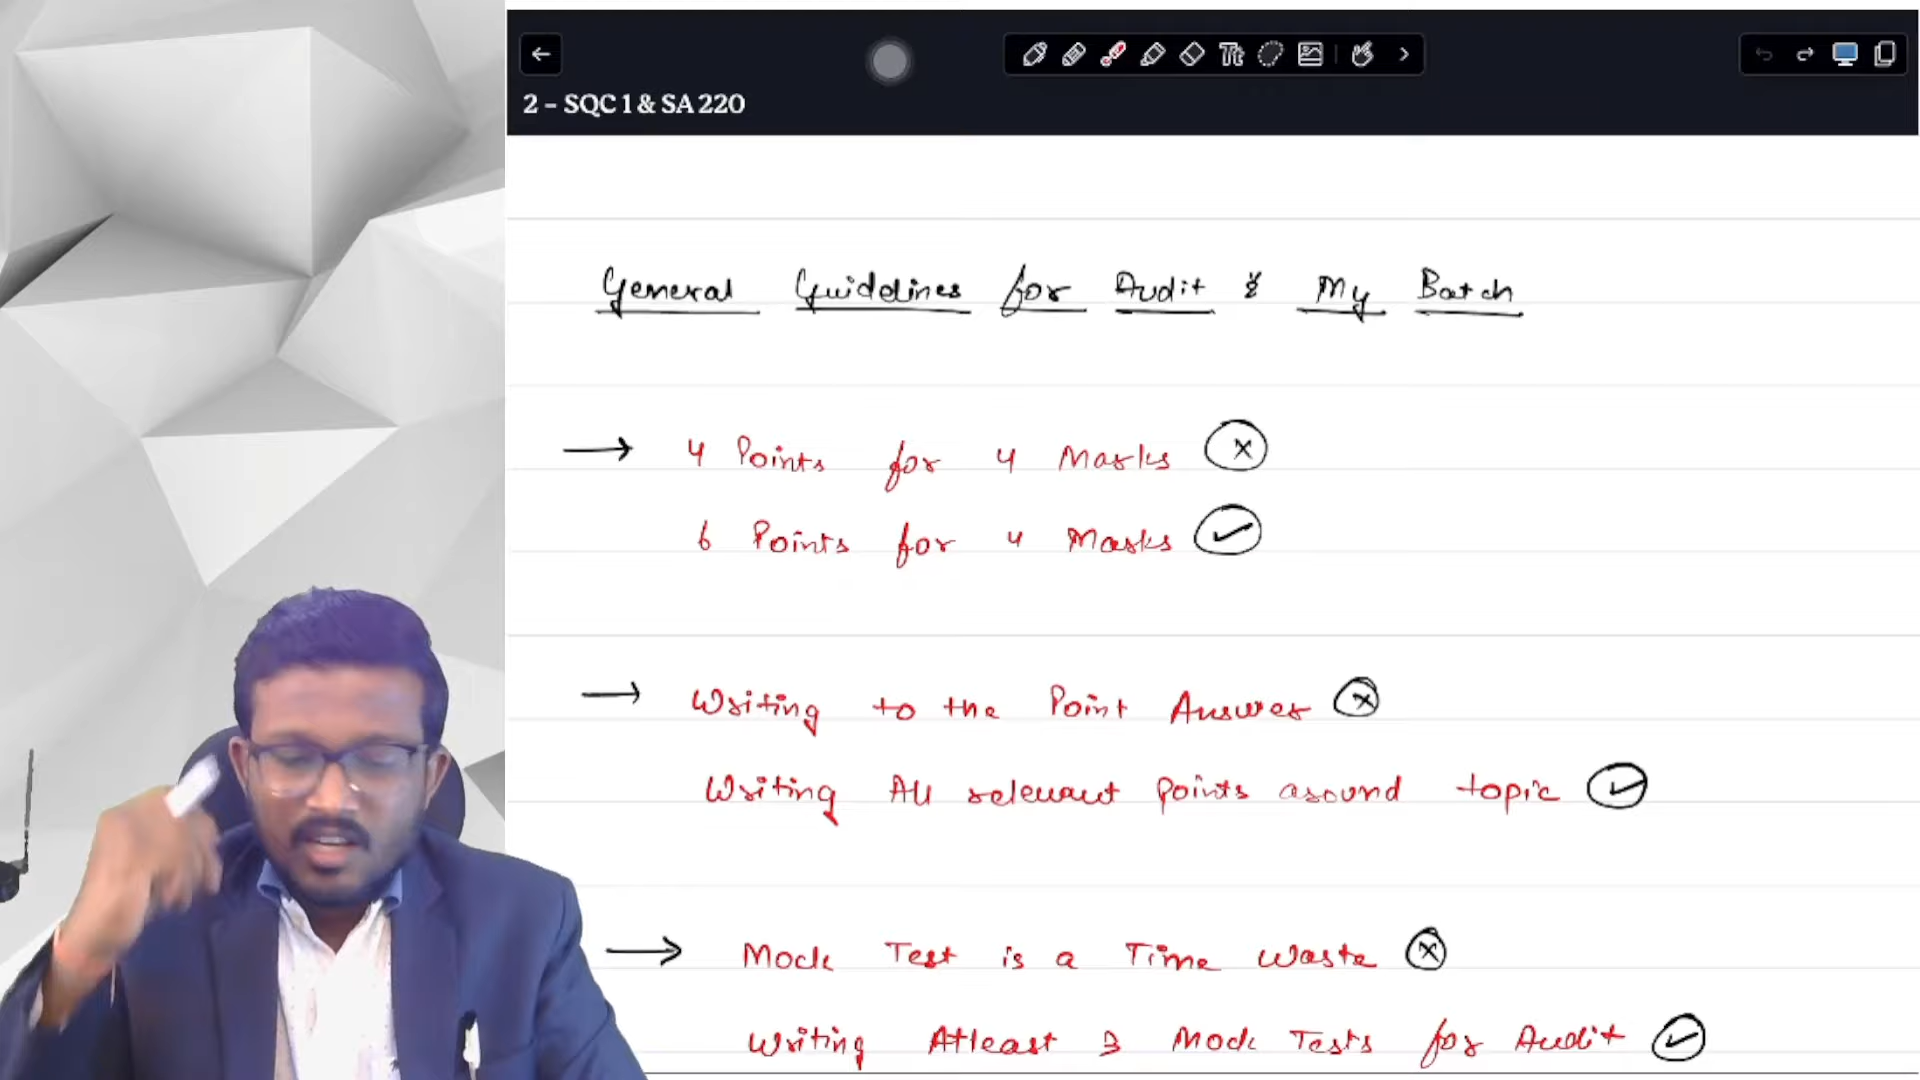 Tt
2 - SQC 1 & SA 220
General Guidelines for Audit & My Batch
→ 4 Points for 4 Marks ⓧ
6 Points for 4 Marks ✓
→ Writing to the Point Answer ⓧ
Writing All relevant points around topic ✓
→ Mock Test is a Time Waste ⓧ
Writing Atleast 3 Mock Tests for Audit ✓